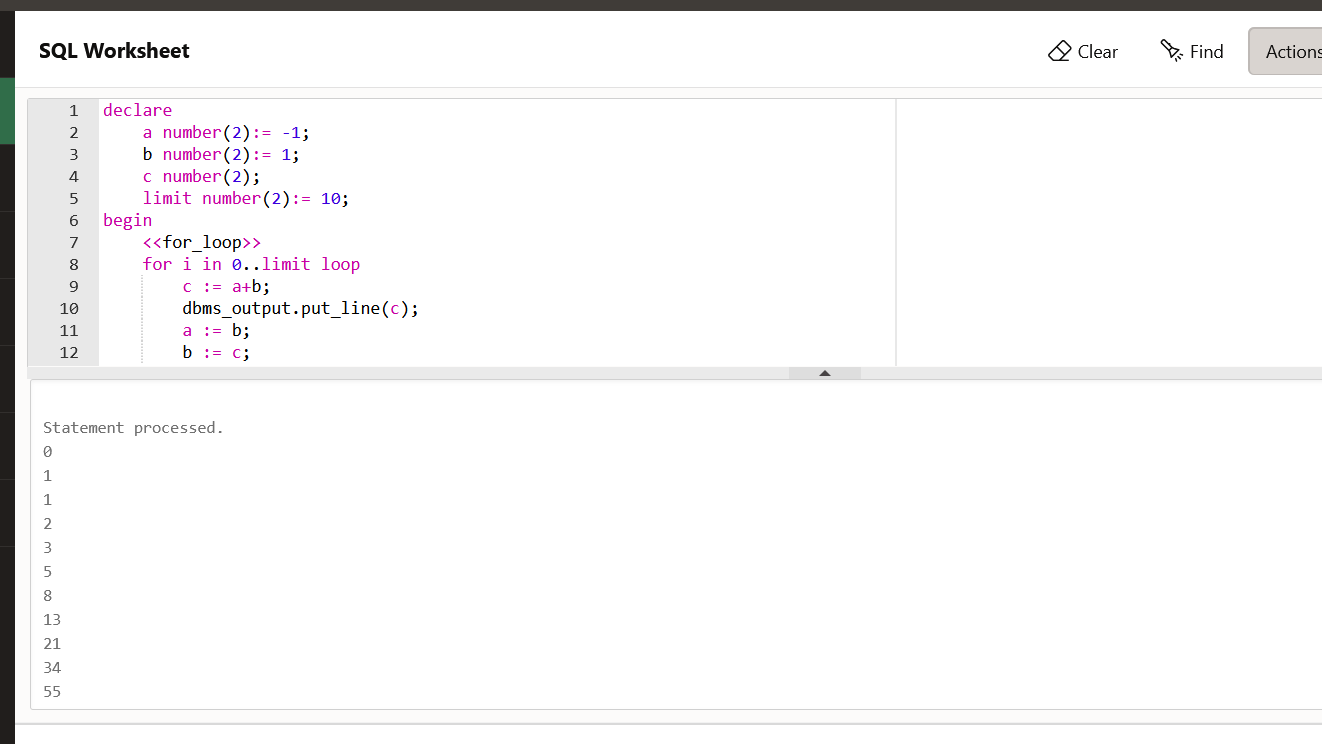 SQL Worksheet
Clear
Find
Actions
1 declare
2     a number(2):= -1;
3     b number(2):= 1;
4     c number(2);
5     limit number(2):= 10;
6 begin
7     <<for_loop>>
8     for i in 0..limit loop
9         c := a+b;
10         dbms_output.put_line(c);
11         a := b;
12         b := c;
Statement processed.
0
1
1
2
3
5
8
13
21
34
55